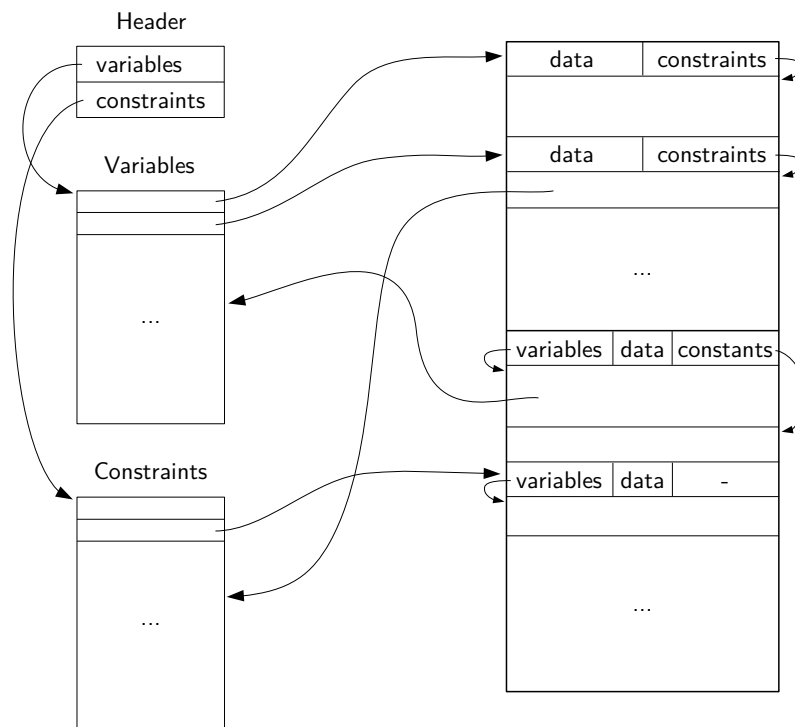 Header
variables
constraints
Variables
...
Constraints
...
data constraints
data constraints
...
variables data constants
variables data -
...